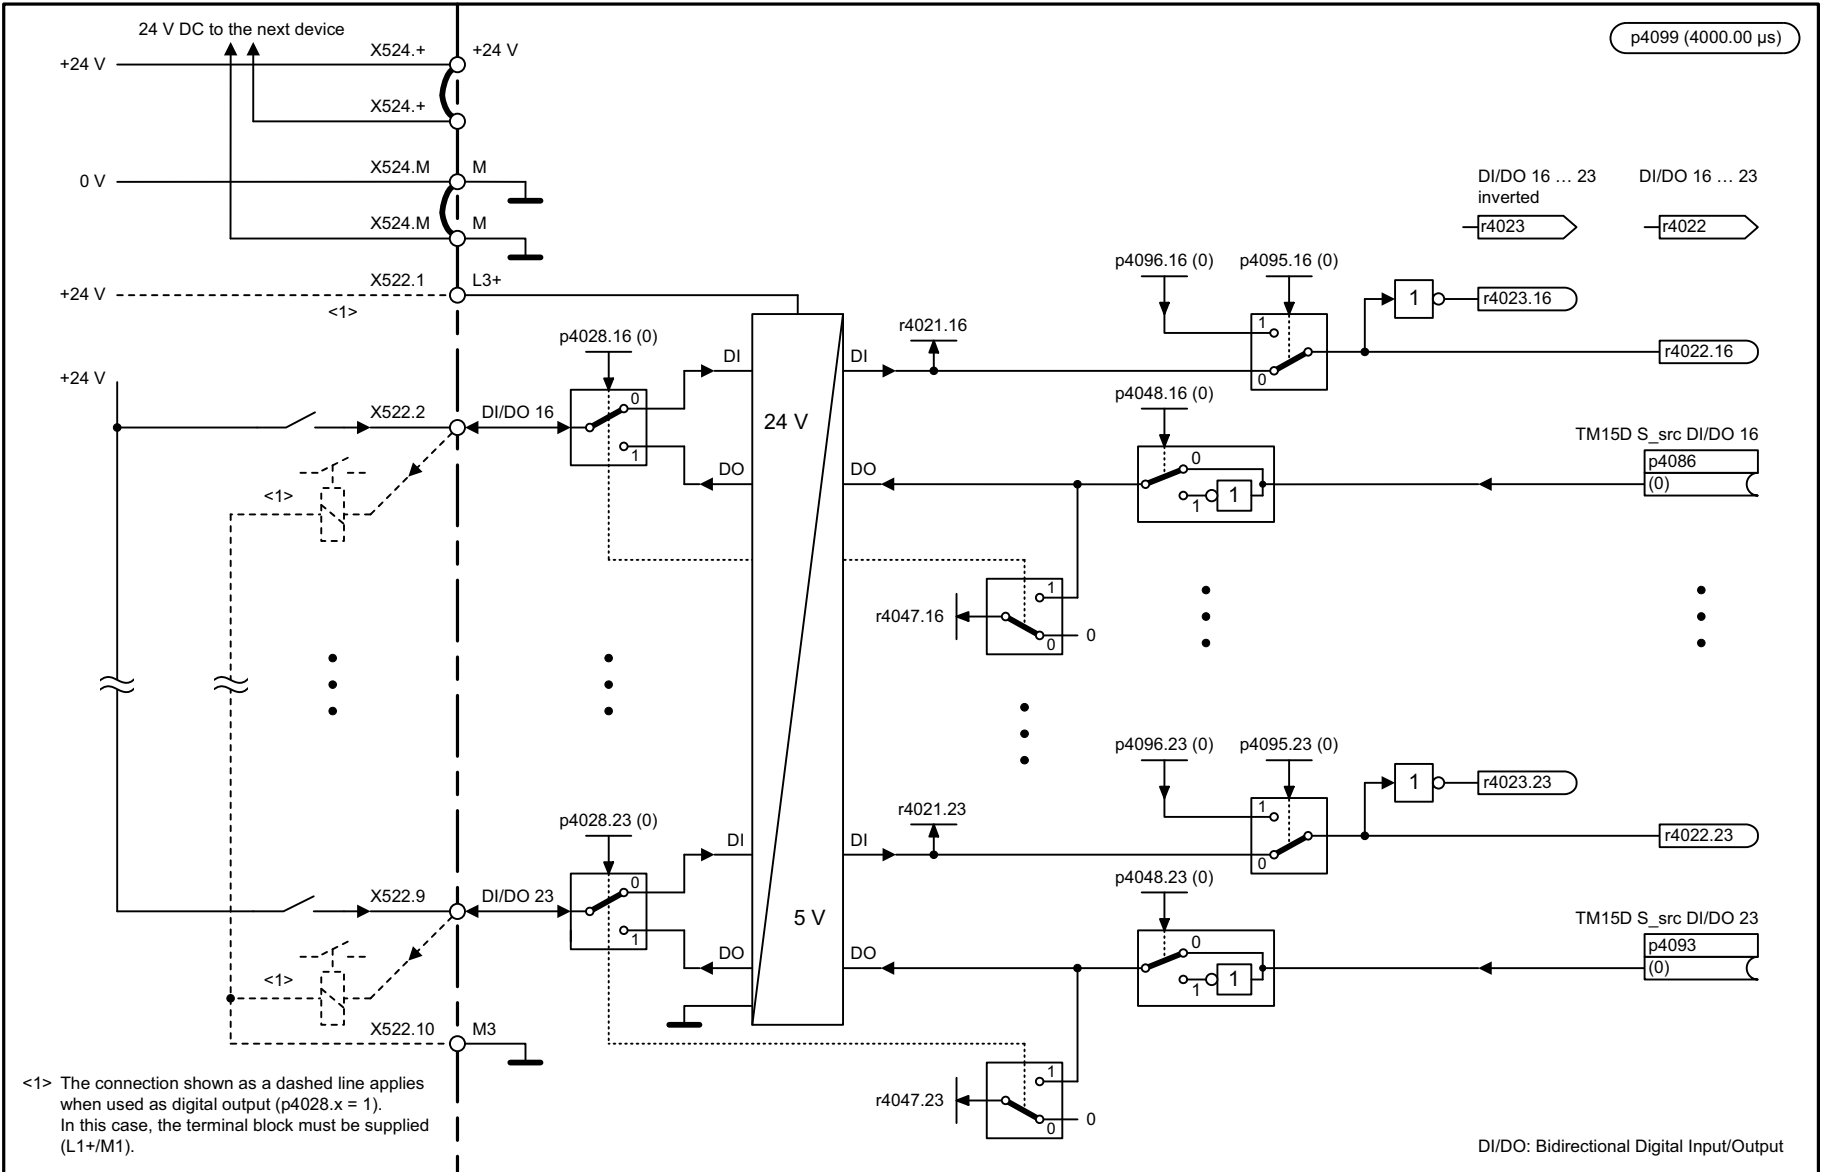 24 V DC to the next device
p4099 (4000.00 µs)
+24 V
X524.+
+24 V
X524.+
0 V
X524.M
M
X524.M
M
DI/DO 16 … 23
inverted
DI/DO 16 … 23
r4023
r4022
+24 V
<1>
X522.1
L3+
p4096.16 (0)
p4095.16 (0)
1
0
1
r4023.16
r4022.16
+24 V
X522.2
DI/DO 16
p4028.16 (0)
0
1
DI
DO
24 V
5 V
DI
DO
r4021.16
p4048.16 (0)
0
1
1
TM15D S_src DI/DO 16
p4086
(0)
<1>
r4047.16
1
0
0
p4096.23 (0)
p4095.23 (0)
1
0
1
r4023.23
r4022.23
X522.9
DI/DO 23
p4028.23 (0)
0
1
DI
DO
DI
DO
r4021.23
p4048.23 (0)
0
1
1
TM15D S_src DI/DO 23
p4093
(0)
<1>
X522.10
M3
r4047.23
1
0
0
<1> The connection shown as a dashed line applies
when used as digital output (p4028.x = 1).
In this case, the terminal block must be supplied
(L1+/M1).
DI/DO: Bidirectional Digital Input/Output